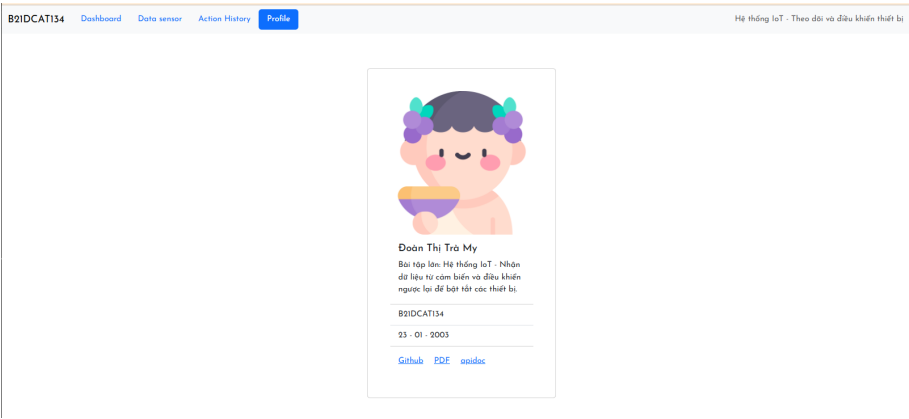 B21DCAT134 Dashboard Data sensor Action History Profile Hệ thống IoT - Theo dõi và điều khiển thiết bị
Đoàn Thị Trà My
Bài tập lớn: Hệ thống IoT - Nhận
dữ liệu từ cảm biến và điều khiển
ngược lại để bật tắt các thiết bị.
B21DCAT134
23 - 01 - 2003
Github PDF apidoc